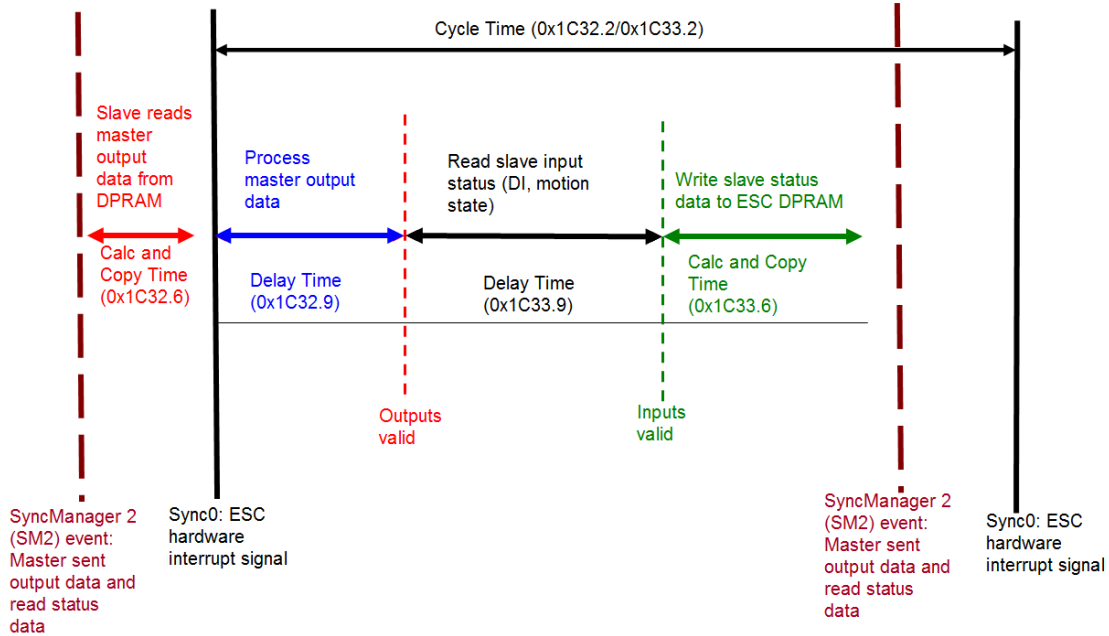 Cycle Time (0x1C32.2/0x1C33.2)
Slave reads
master
output
data from
DPRAM
Calc and
Copy Time
(0x1C32.6)
Process
master output
data
Delay Time
(0x1C32.9)
Read slave input
status (DI, motion
state)
Delay Time
(0x1C33.9)
Write slave status
data to ESC DPRAM
Calc and Copy
Time
(0x1C33.6)
Outputs
valid
Inputs
valid
SyncManager 2
(SM2) event:
Master sent
output data and
read status
data
Sync0: ESC
hardware
interrupt signal
SyncManager 2
(SM2) event:
Master sent
output data and
read status
data
Sync0: ESC
hardware
interrupt signal